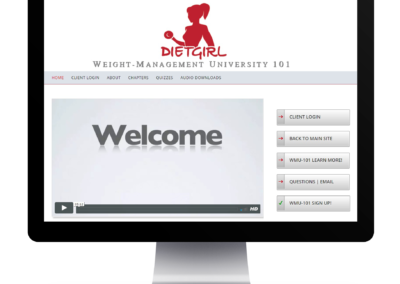 DIETGIRL
WEIGHT-MANAGEMENT UNIVERSITY 101
HOME CLIENT LOGIN ABOUT CHAPTERS QUIZZES AUDIO DOWNLOADS
Welcome
CLIENT LOGIN
BACK TO MAIN SITE
WMU-101 LEARN MORE!
QUESTIONS | EMAIL
WMU-101 SIGN UP!